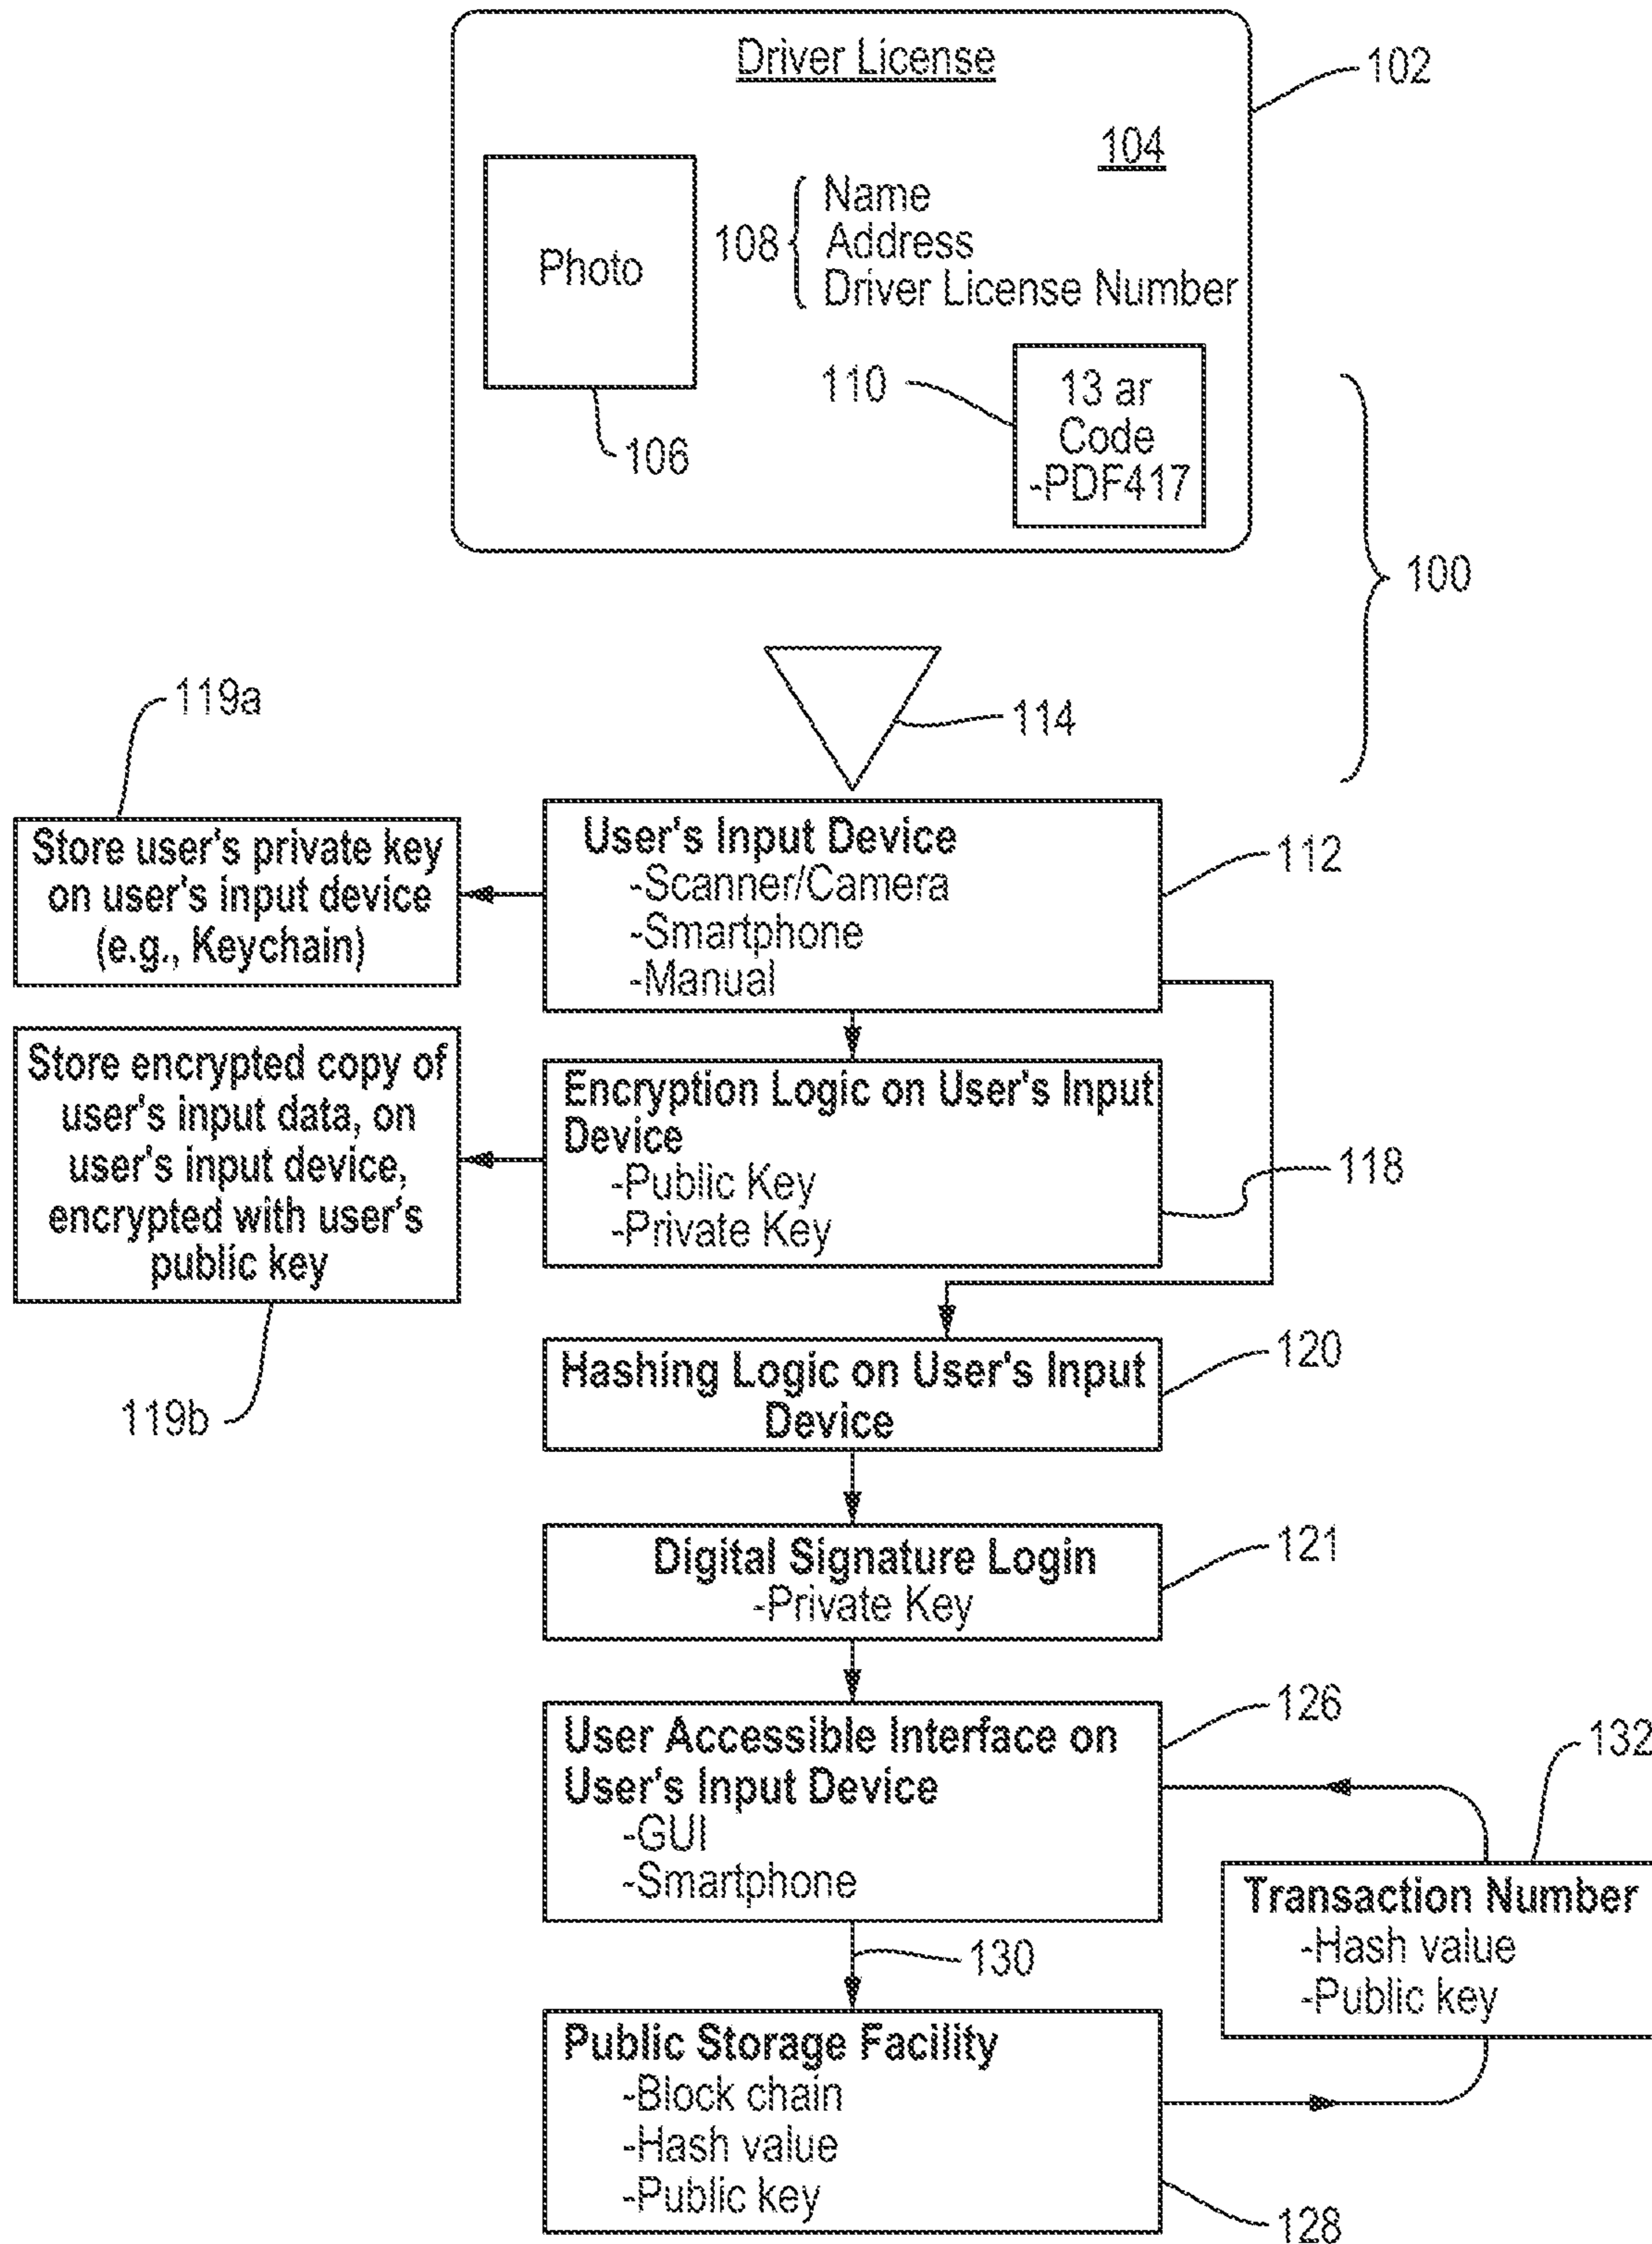 Driver License
102
104
Photo
106
108
Name
Address
Driver License Number
110
13 ar
Code
-PDF417
100
114
119a
Store user's private key
on user's input device
(e.g., Keychain)
User's Input Device
-Scanner/Camera
-Smartphone
-Manual
112
Store encrypted copy of
user's input data, on
user's input device,
encrypted with user's
public key
119b
Encryption Logic on User's Input
Device
-Public Key
-Private Key
118
Hashing Logic on User's Input
Device
120
Digital Signature Login
-Private Key
121
User Accessible Interface on
User's Input Device
-GUI
-Smartphone
126
132
Transaction Number
-Hash value
-Public key
130
Public Storage Facility
-Block chain
-Hash value
-Public key
128